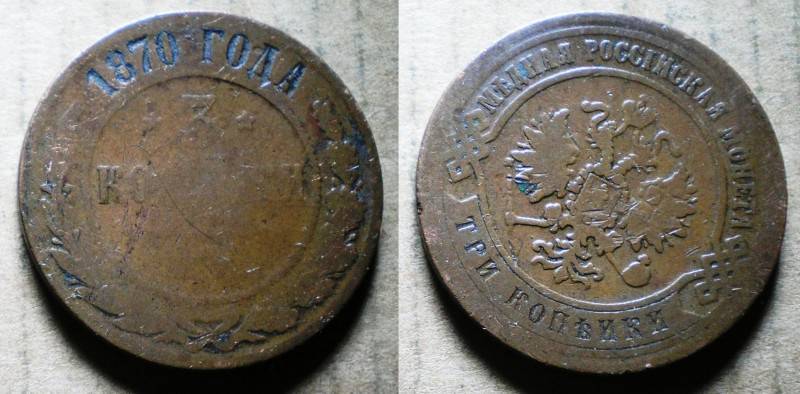 1870 ГОДА
3
МѢДНАЯ РОССІЙСКАЯ МОНЕТА
ТРИ КОПѢЙКИ